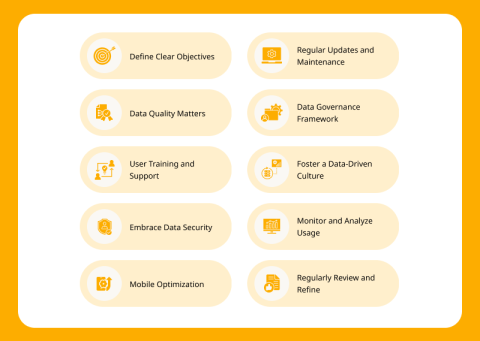 Define Clear Objectives
Regular Updates and
Maintenance
Data Quality Matters
Data Governance
Framework
User Training and
Support
Foster a Data-Driven
Culture
Embrace Data Security
Monitor and Analyze
Usage
Mobile Optimization
Regularly Review and
Refine